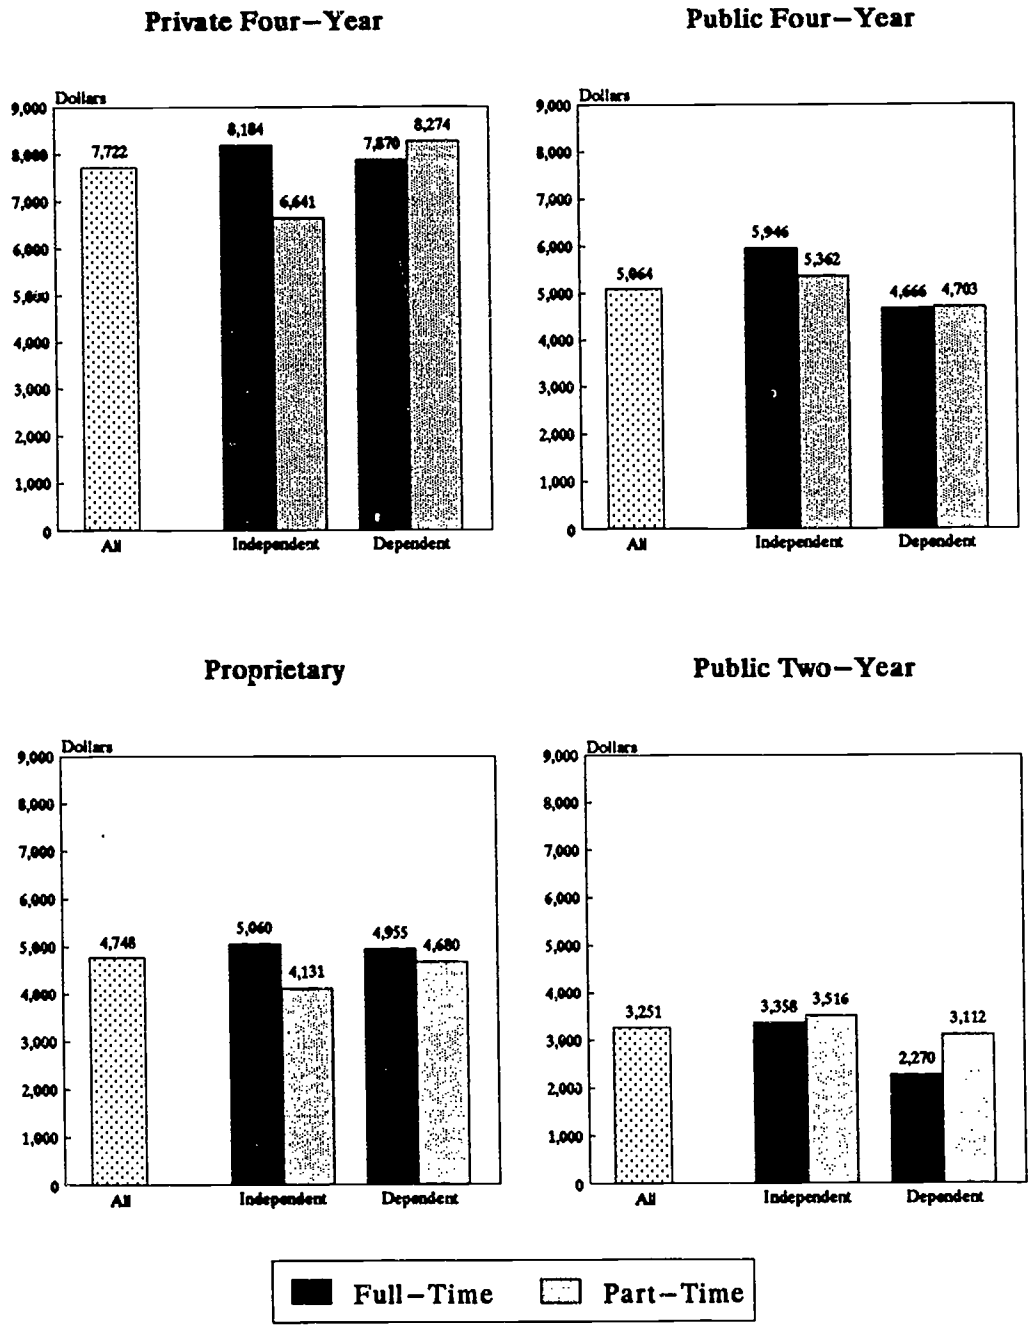 Private Four-Year
Dollars
9,000
8,000
7,000
6,000
5,000
4,000
3,000
2,000
1,000
0
7,722
8,184
6,641
7,870
8,274
All
Independent
Dependent
Public Four-Year
Dollars
9,000
8,000
7,000
6,000
5,000
4,000
3,000
2,000
1,000
0
5,064
5,946
5,362
4,666
4,703
All
Independent
Dependent
Proprietary
Dollars
9,000
8,000
7,000
6,000
5,000
4,000
3,000
2,000
1,000
0
4,748
5,060
4,131
4,955
4,680
All
Independent
Dependent
Public Two-Year
Dollars
9,000
8,000
7,000
6,000
5,000
4,000
3,000
2,000
1,000
0
3,251
3,358
3,516
2,270
3,112
All
Independent
Dependent
Full-Time
Part-Time